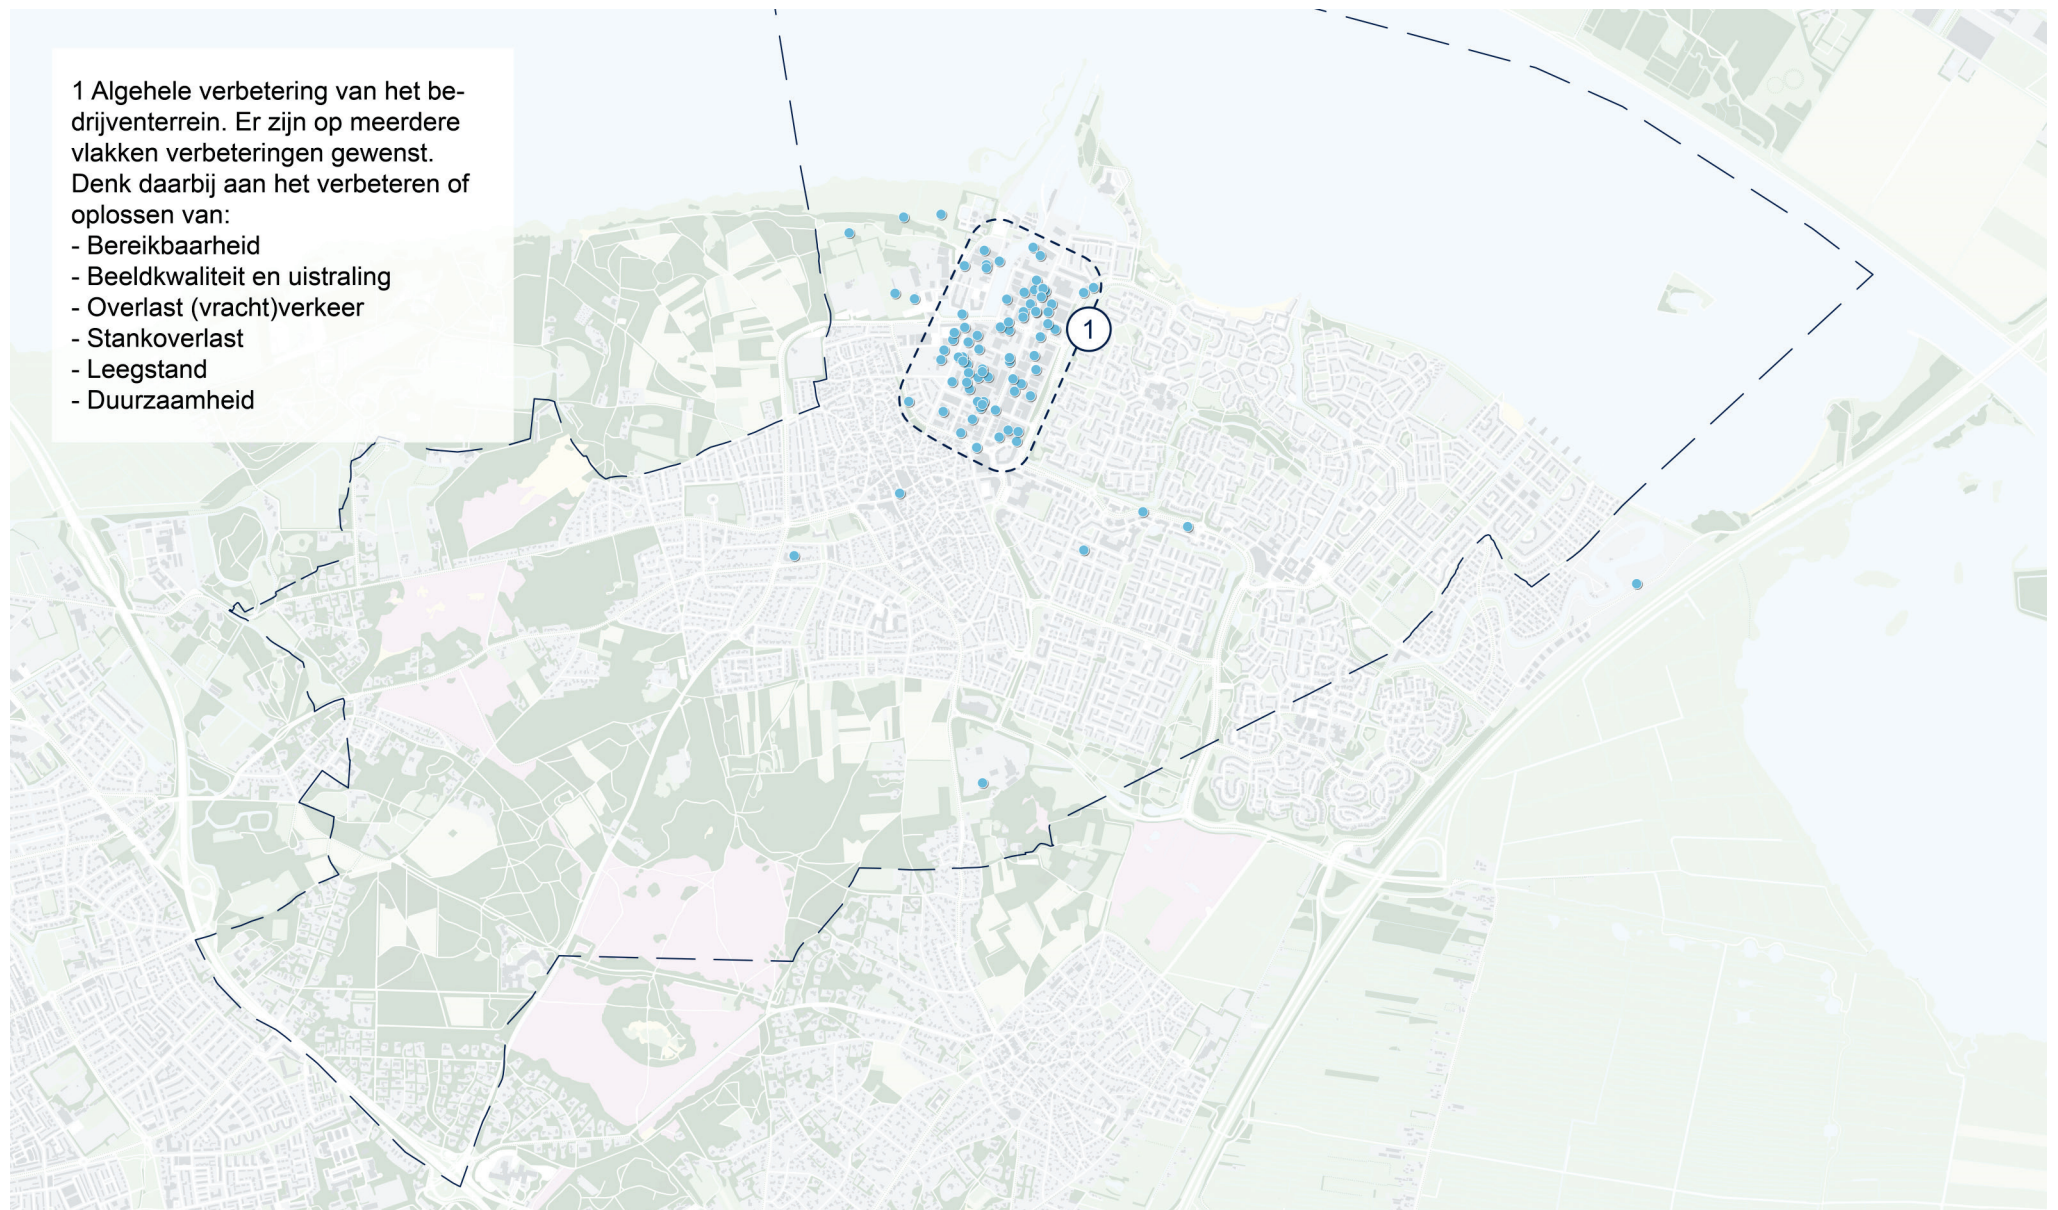 1 Algehele verbetering van het be-
drijventerrein. Er zijn op meerdere
vlakken verbeteringen gewenst.
Denk daarbij aan het verbeteren of
oplossen van:
- Bereikbaarheid
- Beeldkwaliteit en uistraling
- Overlast (vracht)verkeer
- Stankoverlast
- Leegstand
- Duurzaamheid
1